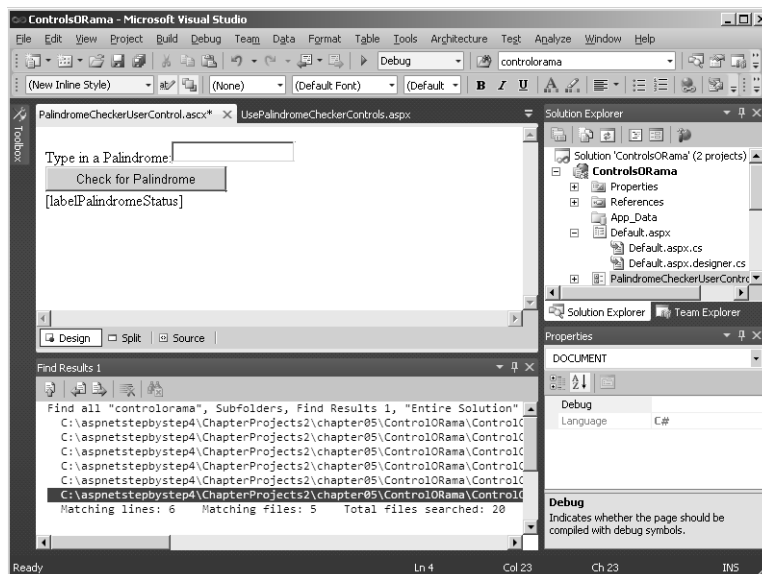 ControlsORama - Microsoft Visual Studio
File Edit View Project Build Debug Team Data Format Table Tools Architecture Test Analyze Window Help
Debug controlorama
(New Inline Style) (None) (Default Font) (Default B I U A
Toolbox
PalindromeCheckerUserControl.ascx* UsePalindromeCheckerControls.aspx
Type in a Palindrome:
Check for Palindrome
[labelPalindromeStatus]
Design Split Source
Solution Explorer
Solution 'ControlsORama' (2 projects)
ControlsORama
Properties
References
App_Data
Default.aspx
Default.aspx.cs
Default.aspx.designer.cs
PalindromeCheckerUserContro
Solution Explorer Team Explorer
Find Results 1
Find all "controlorama", Subfolders, Find Results 1, "Entire Solution"
C:\aspnetstepbystep4\ChapterProjects2\chapter05\ControlORama\ControlO
C:\aspnetstepbystep4\ChapterProjects2\chapter05\ControlORama\ControlO
C:\aspnetstepbystep4\ChapterProjects2\chapter05\ControlORama\ControlO
C:\aspnetstepbystep4\ChapterProjects2\chapter05\ControlORama\ControlO
C:\aspnetstepbystep4\ChapterProjects2\chapter05\ControlORama\ControlO
C:\aspnetstepbystep4\ChapterProjects2\chapter05\ControlORama\ControlO
Matching lines: 6 Matching files: 5 Total files searched: 20
Properties
DOCUMENT
Debug
Language C#
Debug
Indicates whether the page should be
compiled with debug symbols.
Ready Ln 4 Col 23 Ch 23 INS